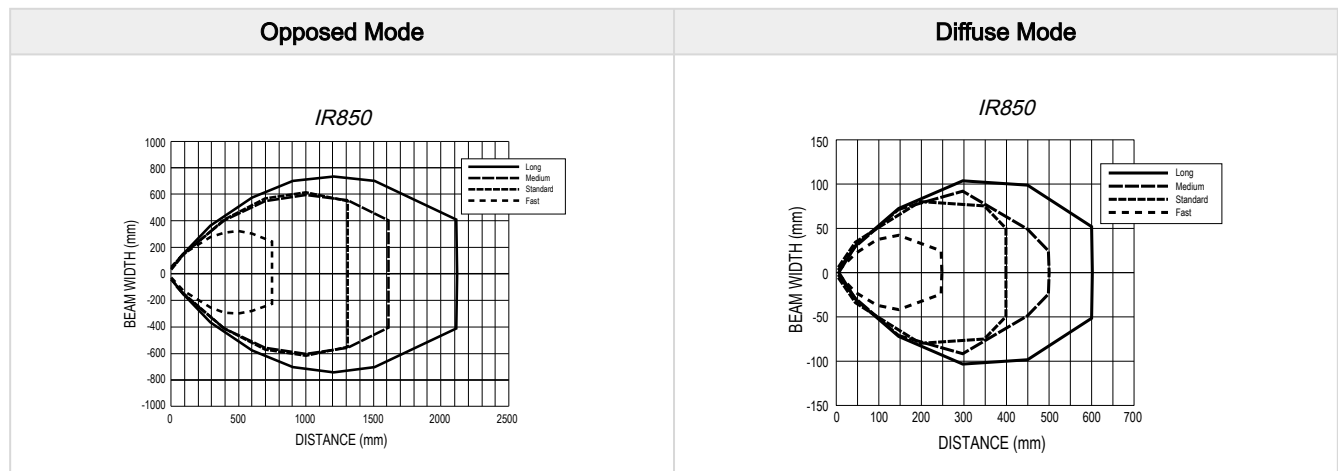 Opposed Mode
Diffuse Mode
IR850
1000
800
600
400
200
0
-200
-400
-600
-800
-1000
BEAM WIDTH (mm)
0 500 1000 1500 2000 2500
DISTANCE (mm)
Long
Medium
Standard
Fast
IR850
150
100
50
0
-50
-100
-150
BEAM WIDTH (mm)
0 100 200 300 400 500 600 700
DISTANCE (mm)
Long
Medium
Standard
Fast